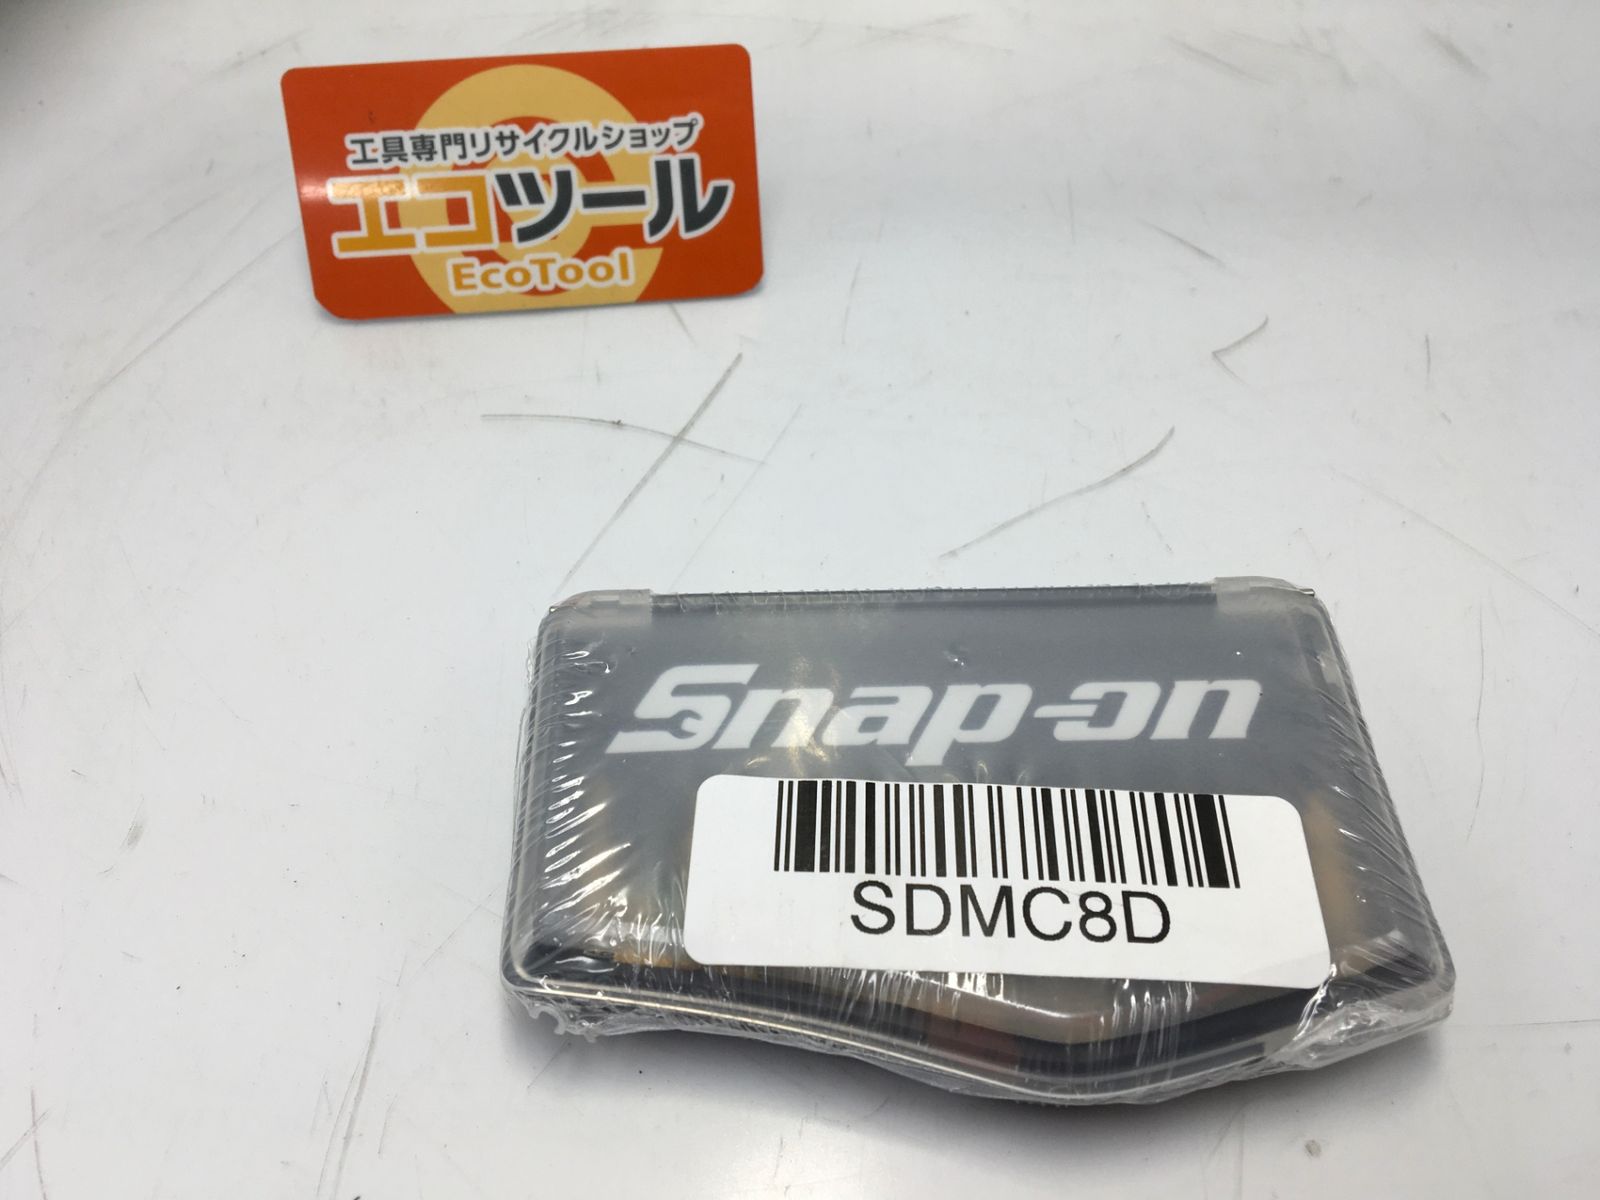 工具専門リサイクルショップ
エコツール
EcoTool
Snap-on
SDMC8D